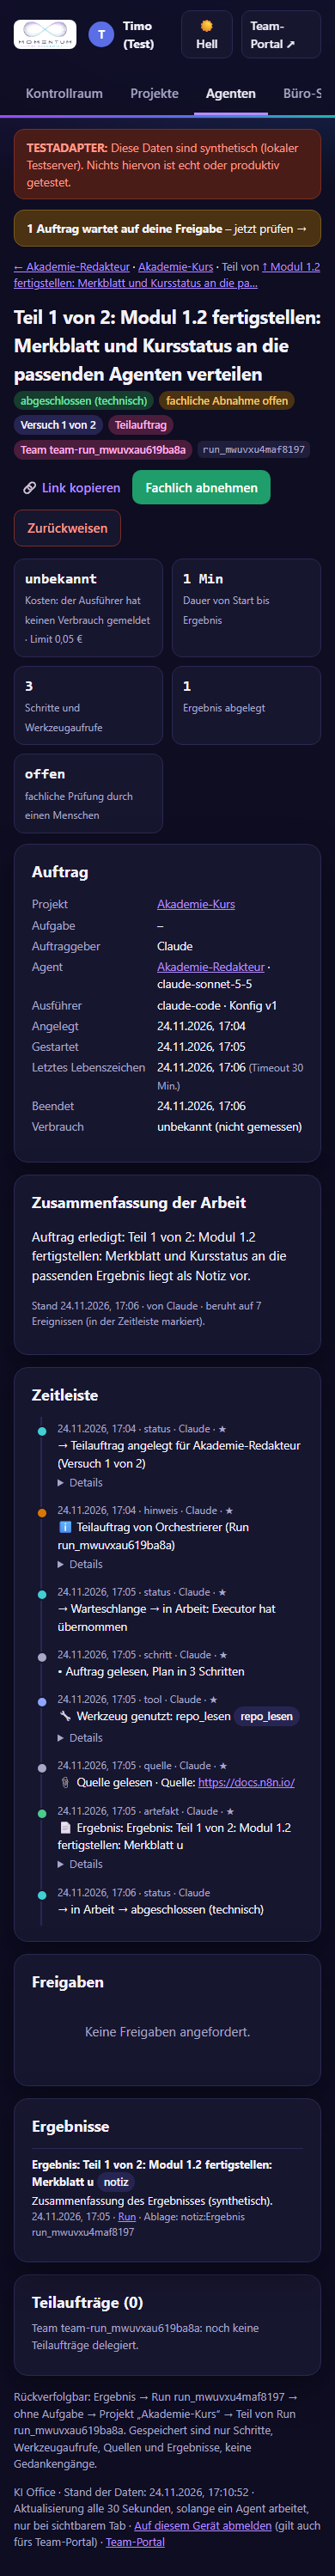 MOMENTUM
T
Timo
(Test)
Hell
Team-
Portal ↗
Kontrollraum Projekte Agenten Büro-S
TESTADAPTER: Diese Daten sind synthetisch (lokaler
Testserver). Nichts hiervon ist echt oder produktiv
getestet.
1 Auftrag wartet auf deine Freigabe – jetzt prüfen →
← Akademie-Redakteur · Akademie-Kurs · Teil von ↑ Modul 1.2
fertigstellen: Merkblatt und Kursstatus an die pa…
Teil 1 von 2: Modul 1.2 fertigstellen:
Merkblatt und Kursstatus an die
passenden Agenten verteilen
abgeschlossen (technisch) fachliche Abnahme offen
Versuch 1 von 2 Teilauftrag
Team team-run_mwuvxau619ba8a run_mwuvxu4maf8197
Link kopieren Fachlich abnehmen
Zurückweisen
unbekannt
Kosten: der Ausführer hat
keinen Verbrauch gemeldet
· Limit 0,05 €
1 Min
Dauer von Start bis
Ergebnis
3
Schritte und
Werkzeugaufrufe
1
Ergebnis abgelegt
offen
fachliche Prüfung durch
einen Menschen
Auftrag
Projekt Akademie-Kurs
Aufgabe –
Auftraggeber Claude
Agent Akademie-Redakteur ·
claude-sonnet-5-5
Ausführer claude-code · Konfig v1
Angelegt 24.11.2026, 17:04
Gestartet 24.11.2026, 17:05
Letztes Lebenszeichen 24.11.2026, 17:06 (Timeout 30
Min.)
Beendet 24.11.2026, 17:06
Verbrauch unbekannt (nicht gemessen)
Zusammenfassung der Arbeit
Auftrag erledigt: Teil 1 von 2: Modul 1.2
fertigstellen: Merkblatt und Kursstatus an die
passenden Ergebnis liegt als Notiz vor.
Stand 24.11.2026, 17:06 · von Claude · beruht auf 7
Ereignissen (in der Zeitleiste markiert).
Zeitleiste
24.11.2026, 17:04 · status · Claude · ★
→ Teilauftrag angelegt für Akademie-Redakteur
(Versuch 1 von 2)
▶ Details
24.11.2026, 17:04 · hinweis · Claude · ★
ℹ️ Teilauftrag von Orchestrierer (Run
run_mwuvxau619ba8a)
▶ Details
24.11.2026, 17:05 · status · Claude · ★
→ Warteschlange → in Arbeit: Executor hat
übernommen
24.11.2026, 17:05 · schritt · Claude · ★
• Auftrag gelesen, Plan in 3 Schritten
24.11.2026, 17:05 · tool · Claude · ★
Werkzeug genutzt: repo_lesen repo_lesen
▶ Details
24.11.2026, 17:05 · quelle · Claude · ★
Quelle gelesen · Quelle: https://docs.n8n.io/
24.11.2026, 17:05 · artefakt · Claude · ★
Ergebnis: Ergebnis: Teil 1 von 2: Modul 1.2
fertigstellen: Merkblatt u
▶ Details
24.11.2026, 17:06 · status · Claude
→ in Arbeit → abgeschlossen (technisch)
Freigaben
Keine Freigaben angefordert.
Ergebnisse
Ergebnis: Teil 1 von 2: Modul 1.2 fertigstellen:
Merkblatt u notiz
Zusammenfassung des Ergebnisses (synthetisch).
24.11.2026, 17:05 · Run · Ablage: notiz:Ergebnis
run_mwuvxu4maf8197
Teilaufträge (0)
Team team-run_mwuvxau619ba8a: noch keine
Teilaufträge delegiert.
Rückverfolgbar: Ergebnis → Run run_mwuvxu4maf8197 →
ohne Aufgabe → Projekt „Akademie-Kurs“ → Teil von Run
run_mwuvxau619ba8a. Gespeichert sind nur Schritte,
Werkzeugaufrufe, Quellen und Ergebnisse, keine
Gedankengänge.
KI Office · Stand der Daten: 24.11.2026, 17:10:52 ·
Aktualisierung alle 30 Sekunden, solange ein Agent arbeitet,
nur bei sichtbarem Tab · Auf diesem Gerät abmelden (gilt auch
fürs Team-Portal) · Team-Portal